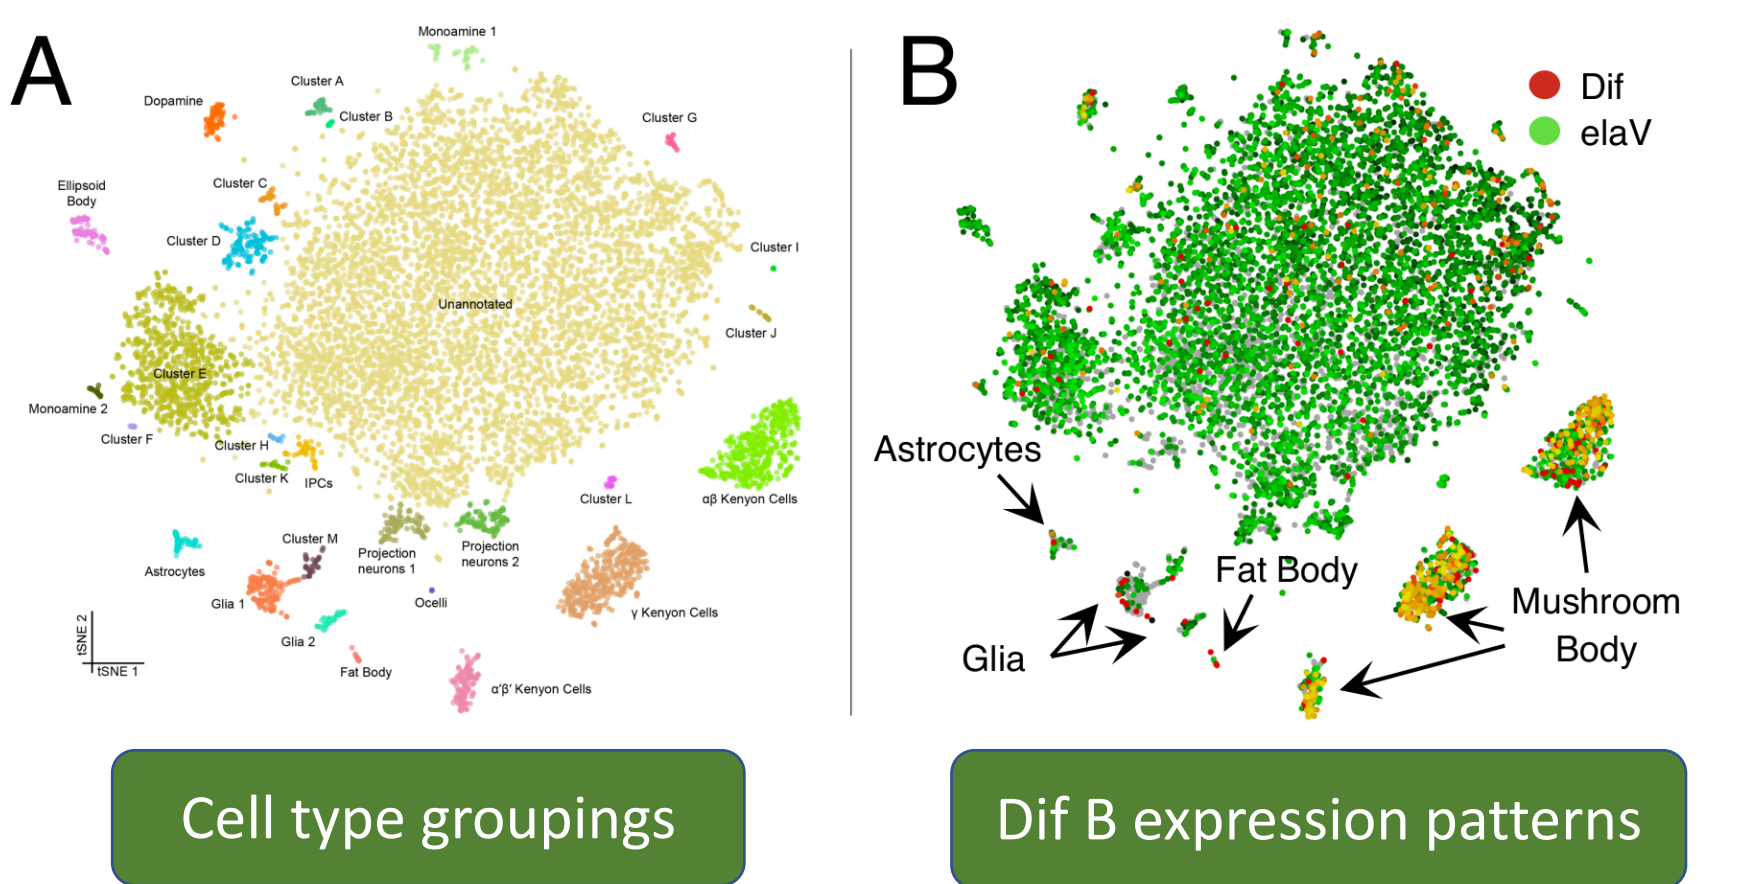 A
Monoamine 1
Cluster A
Dopamine
Cluster B
Cluster G
Cluster C
Ellipsoid
Body
Cluster D
Cluster I
Unannotated
Cluster J
Cluster E
Monoamine 2
Cluster F
Cluster H
Cluster K
IPCs
Cluster L
αβ Kenyon Cells
Cluster M
Projection
neurons 1
Projection
neurons 2
Astrocytes
Glia 1
Ocelli
γ Kenyon Cells
Glia 2
Fat Body
α'β' Kenyon Cells
tSNE 2
tSNE 1
B
Dif
elaV
Astrocytes
Fat Body
Glia
Mushroom
Body
Cell type groupings
Dif B expression patterns